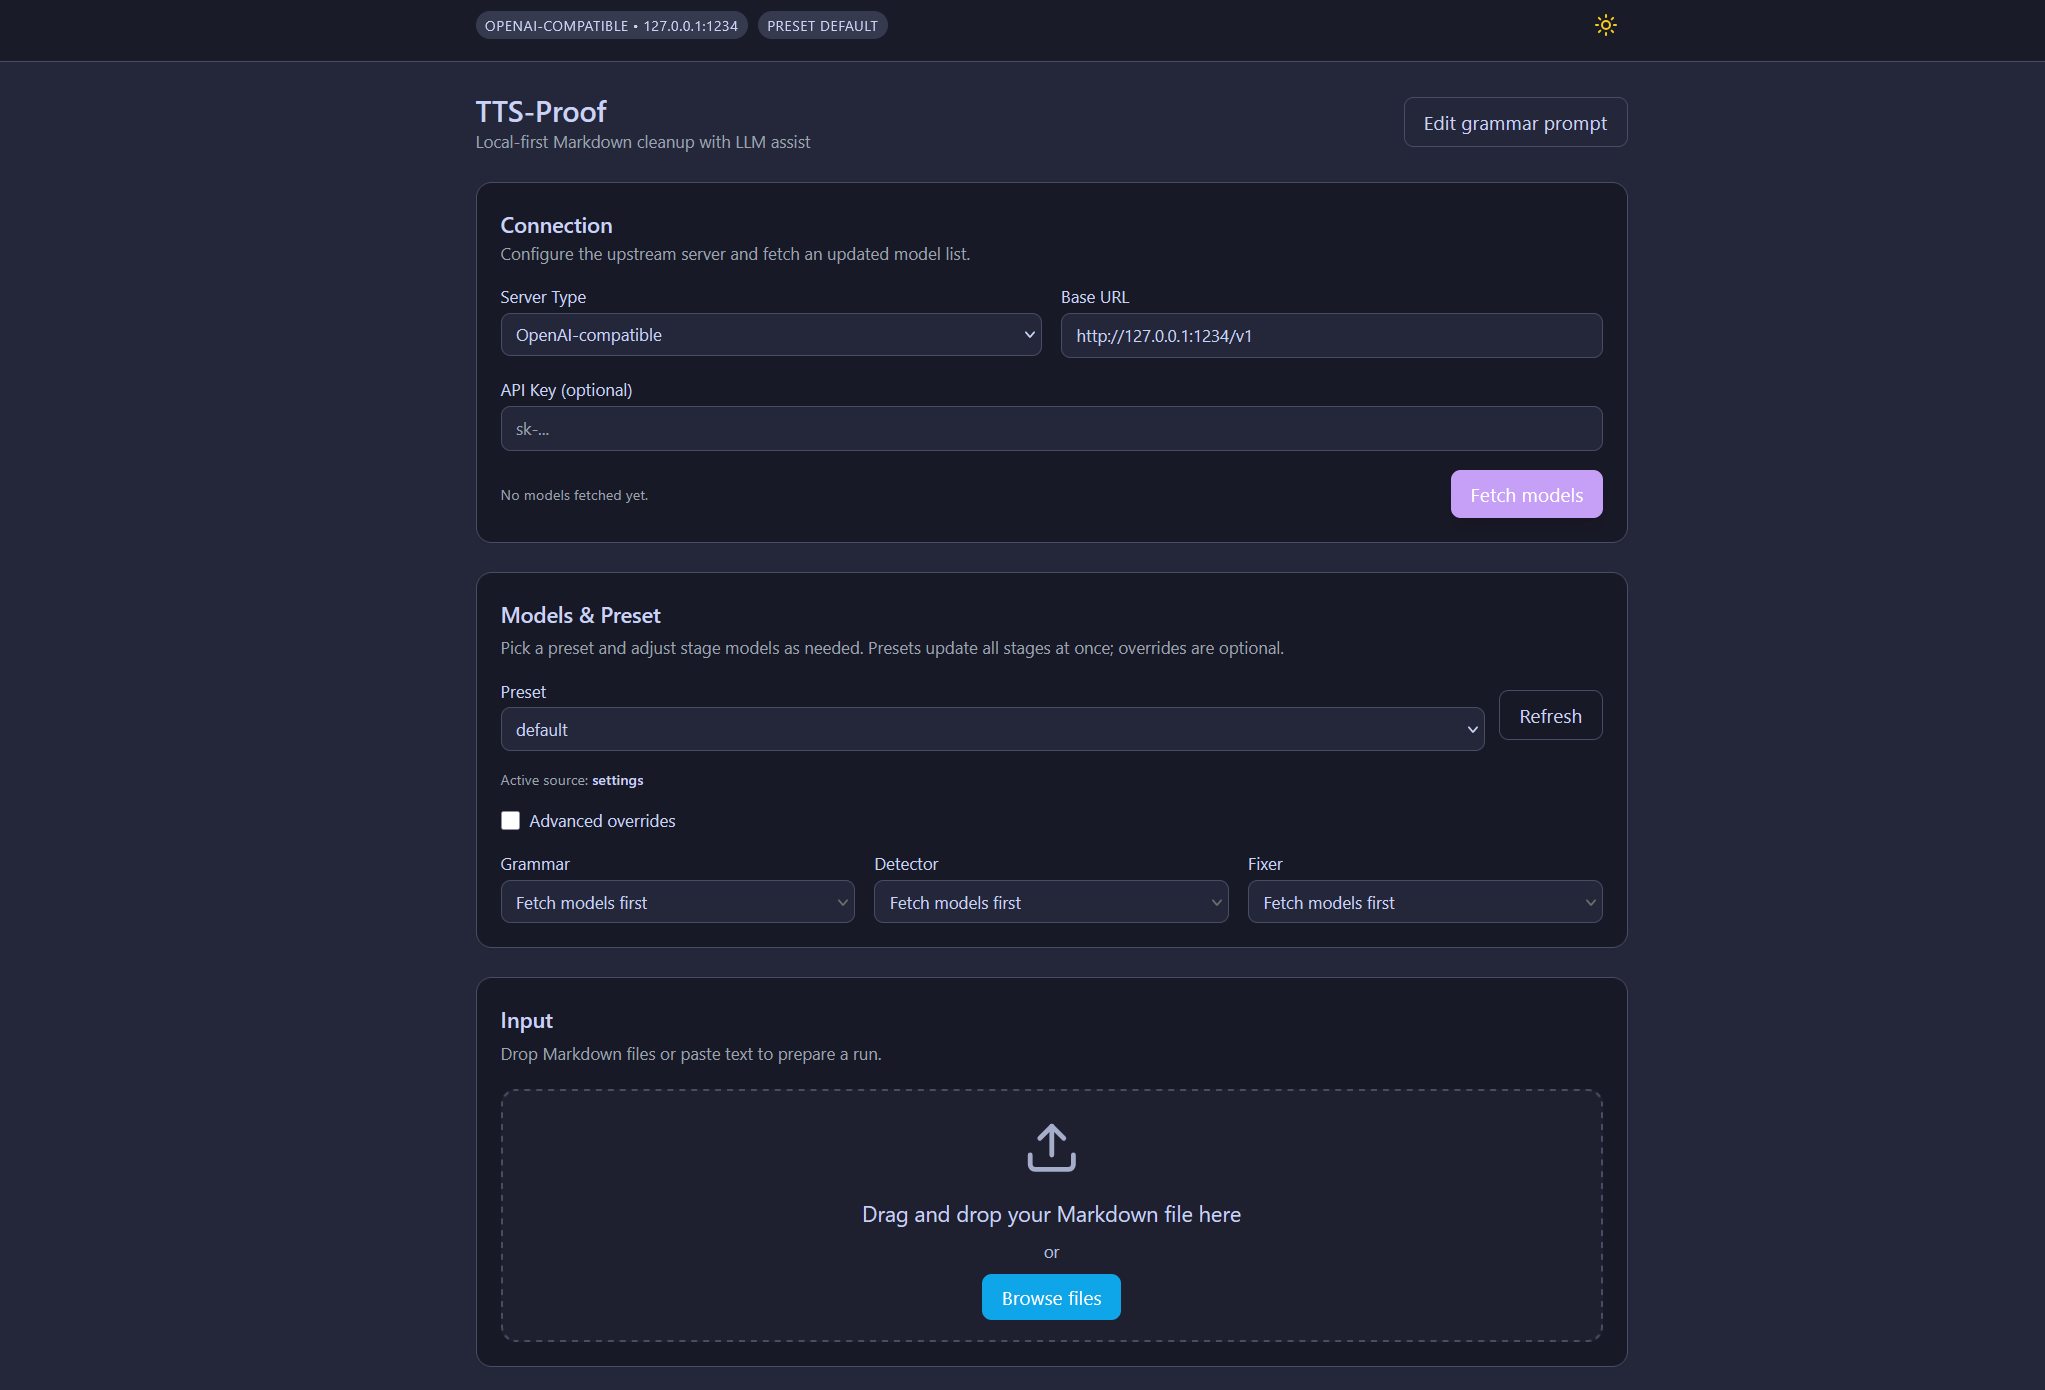 OPENAI-COMPATIBLE • 127.0.0.1:1234
PRESET DEFAULT
TTS-Proof
Local-first Markdown cleanup with LLM assist
Edit grammar prompt
Connection
Configure the upstream server and fetch an updated model list.
Server Type
Base URL
OpenAI-compatible
http://127.0.0.1:1234/v1
API Key (optional)
sk-...
No models fetched yet.
Fetch models
Models & Preset
Pick a preset and adjust stage models as needed. Presets update all stages at once; overrides are optional.
Preset
default
Refresh
Active source: settings
Advanced overrides
Grammar
Detector
Fixer
Fetch models first
Fetch models first
Fetch models first
Input
Drop Markdown files or paste text to prepare a run.
Drag and drop your Markdown file here
or
Browse files